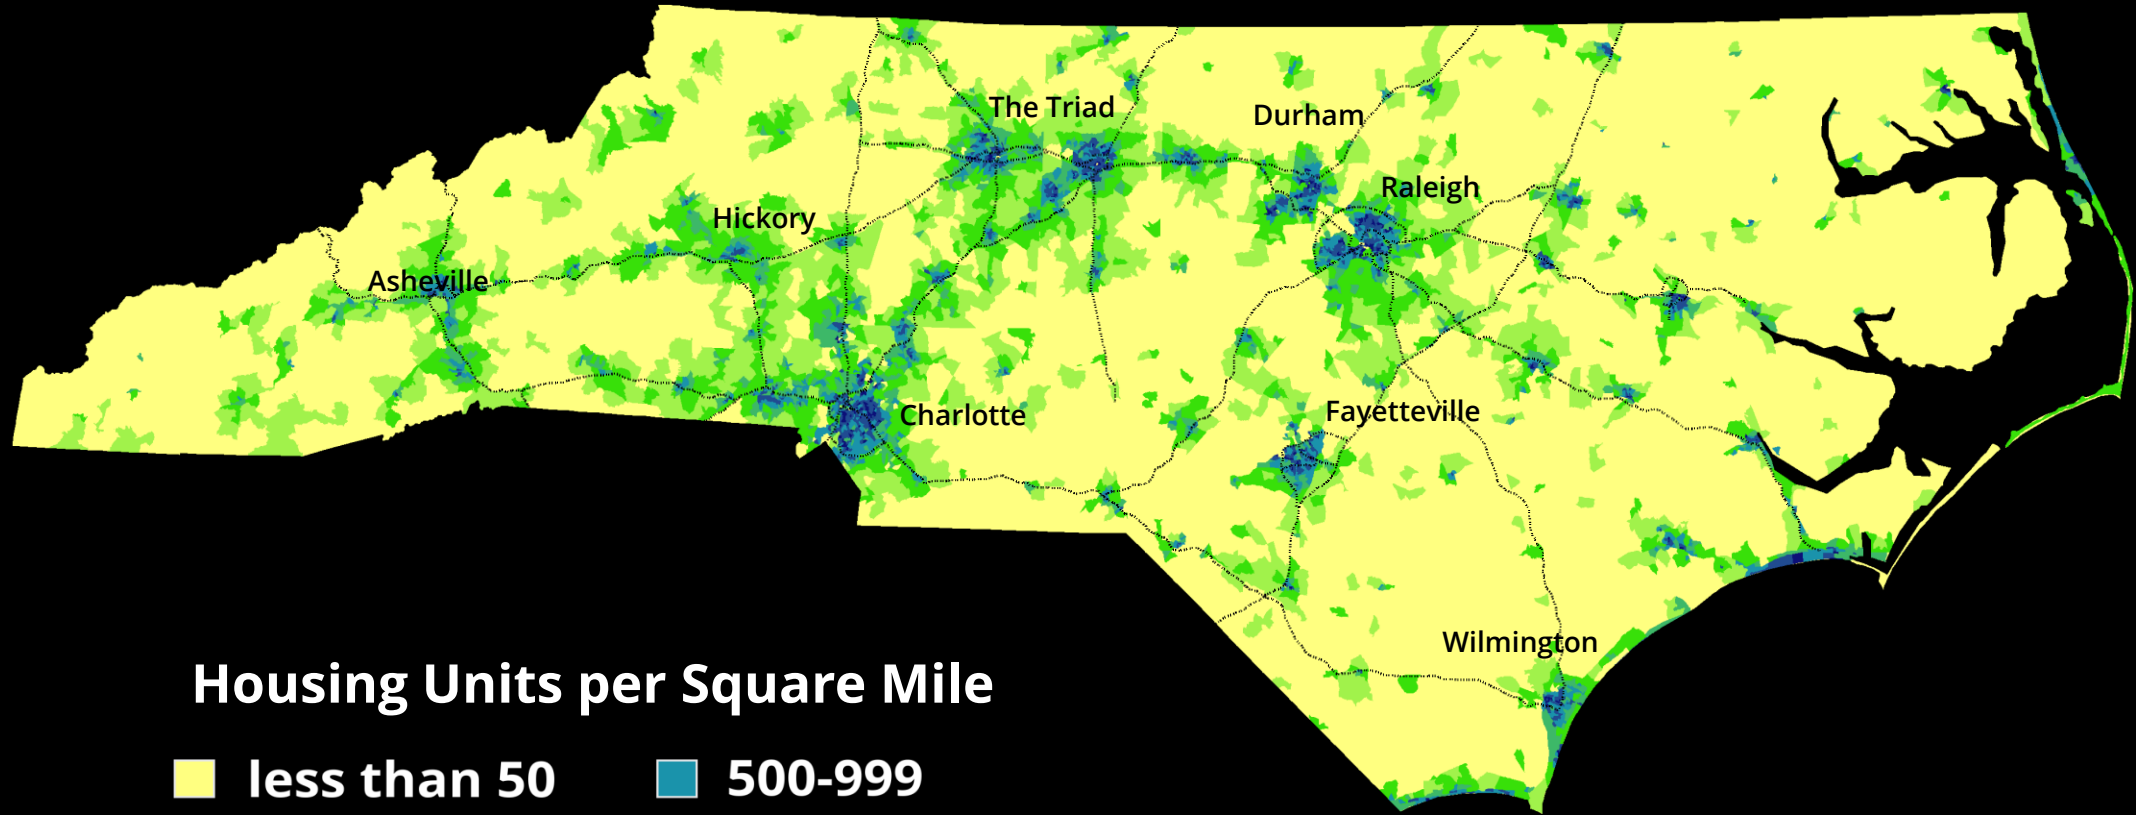 The Triad
Durham
Raleigh
Hickory
Asheville
Charlotte
Fayetteville
Wilmington
Housing Units per Square Mile
less than 50
500-999